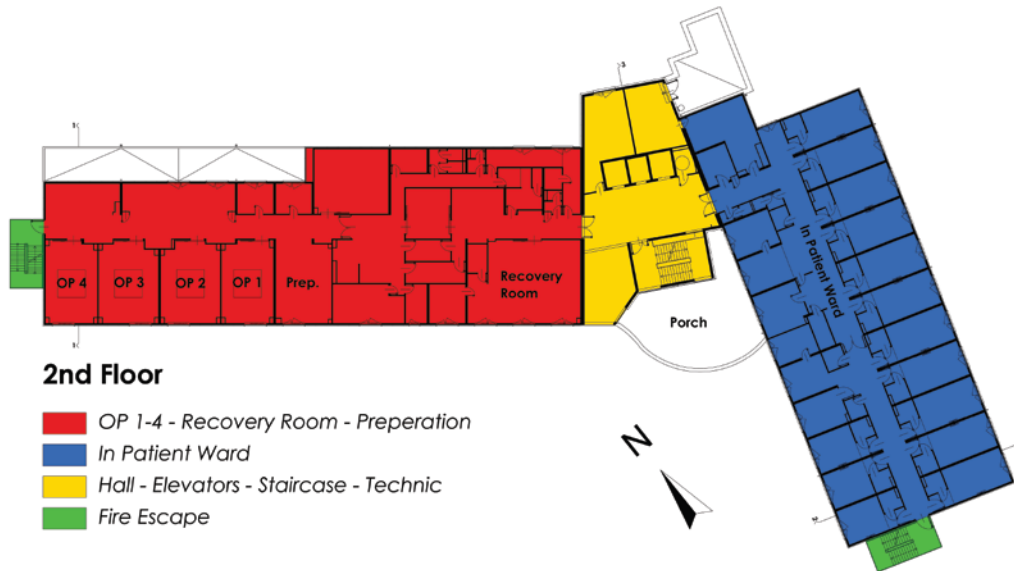 OP 4
OP 3
OP 2
OP 1
Prep.
Recovery
Room
Porch
In Patient Ward
2nd Floor
OP 1-4 - Recovery Room - Preperation
In Patient Ward
Hall - Elevators - Staircase - Technic
Fire Escape
N